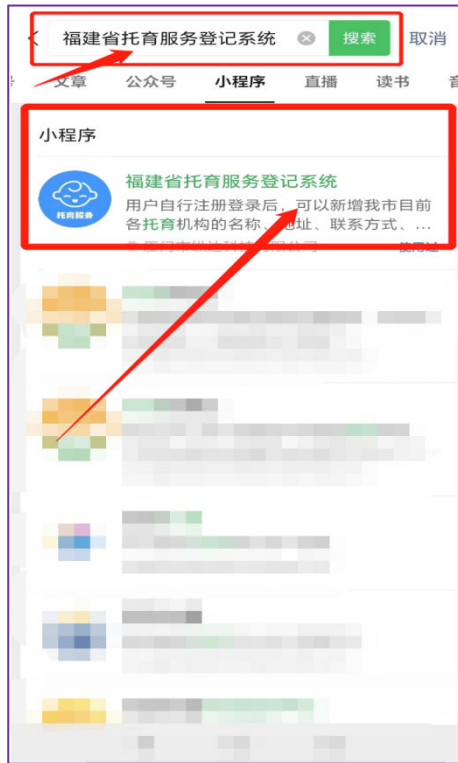 福建省托育服务登记系统 搜索 取消
文章 公众号 小程序 直播 读书
小程序
福建省托育服务登记系统
用户自行注册登录后，可以新增我市目前
各托育机构的名称、地址、联系方式、...
托育服务
使用过